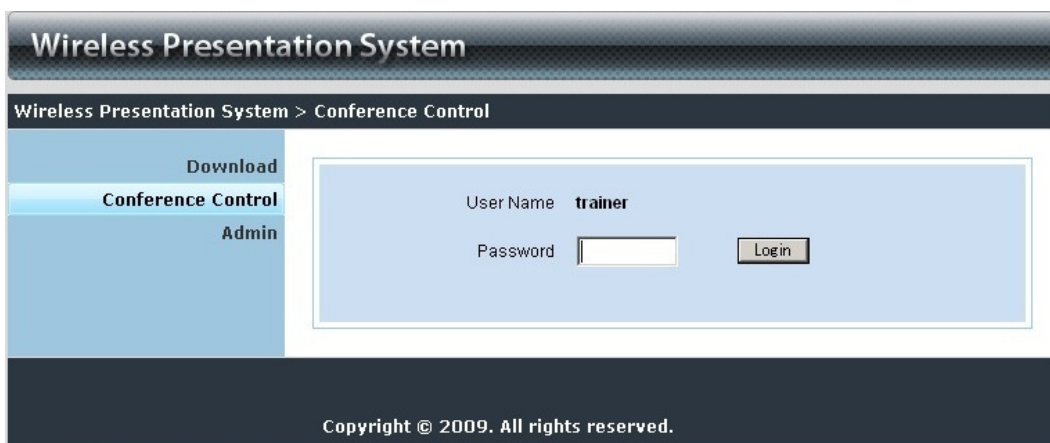 Wireless Presentation System
Wireless Presentation System > Conference Control
Download
Conference Control
Admin
User Name trainer
Password Login
Copyright © 2009. All rights reserved.